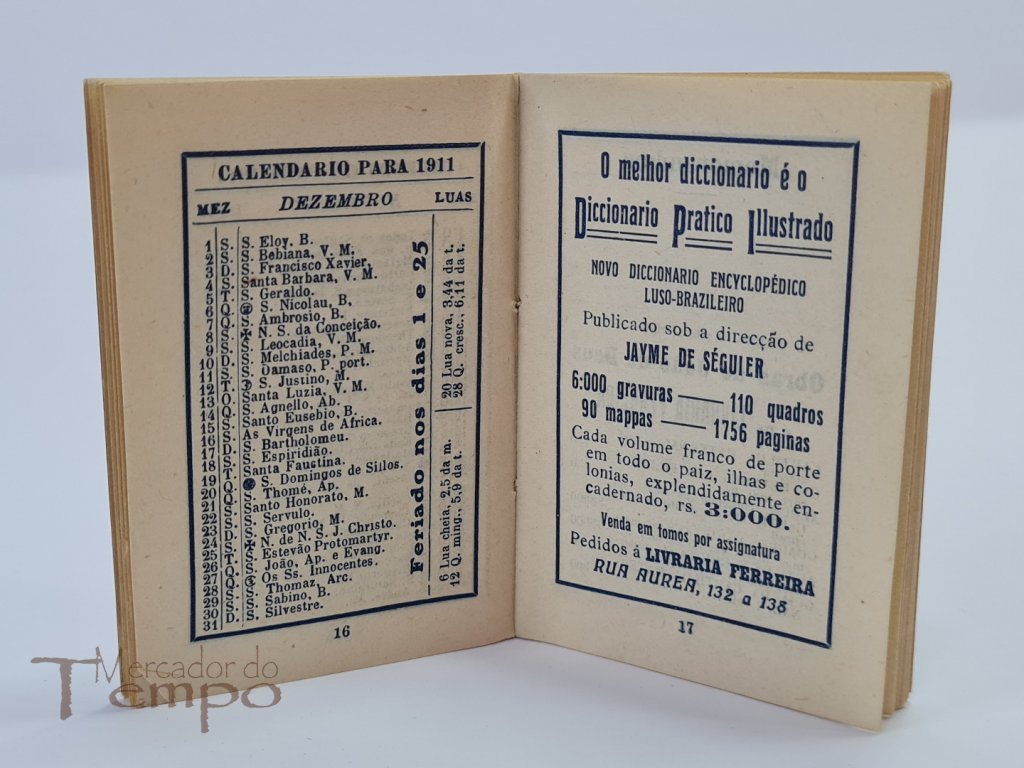 CALENDARIO PARA 1911
MEZ DEZEMBRO LUAS
1 S. S. Eloy, B.
2 S. S. Bebiana, V. M.
3 D. S. Francisco Xavier.
4 S. Santa Barbara, V. M.
5 T. S. Geraldo.
6 Q. S. Nicolau, B.
7 Q. S. Ambrosio, B.
8 S. ✠ N. S. da Conceição.
9 S. S. Leocadia, V. M.
10 D. S. Melchiades, P. M.
11 S. S. Damaso, P. port.
12 T. S. Justino, M.
13 Q. Santa Luzia, V. M.
14 Q. S. Agnello, Ab.
15 S. Santo Eusebio, B.
16 S. As Virgens de Africa.
17 D. S. Bartholomeu.
18 S. S. Espiridião.
19 T. Santa Faustina.
20 Q. S. Domingos de Sillos.
21 Q. S. Thomé, Ap.
22 S. Santo Honorato, M.
23 S. S. Servulo.
24 D. S. Gregorio, M.
25 S. ✠ N. de N. S. J. Christo.
26 T. S. Estevão Protomartyr.
27 Q. S. João, Ap. e Evang.
28 Q. Os Ss. Innocentes.
29 S. S. Thomaz, Arc.
30 S. S. Sabino, B.
31 D. S. Silvestre.
Feriado nos dias 1 e 25
6 Lua cheia, 2,5 da m.
12 Q. ming., 5,9 da t.
20 Lua nova, 3,44 da t.
28 Q. cresc., 6,11 da t.
16
O melhor diccionario é o
Diccionario Pratico Illustrado
NOVO DICCIONARIO ENCYCLOPÉDICO
LUSO-BRAZILEIRO
Publicado sob a direcção de
JAYME DE SÉGUIER
6:000 gravuras — 110 quadros
90 mappas — 1756 paginas
Cada volume franco de porte
em todo o paiz, ilhas e co-
lonias, explendidamente en-
cadernado, rs. 3:000.
Venda em tomos por assignatura
Pedidos á LIVRARIA FERREIRA
RUA AUREA, 132 a 138
17
Mercador do
Tempo